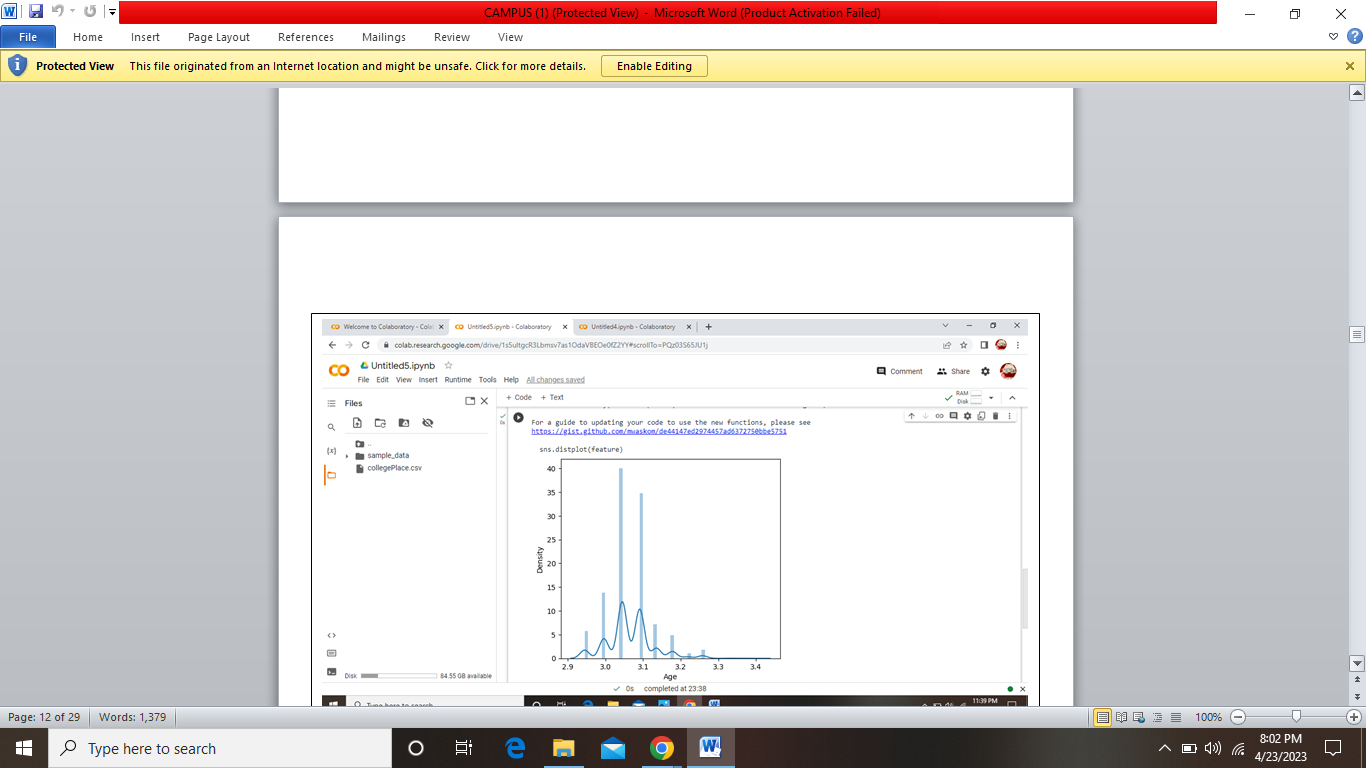 CAMPUS (1) (Protected View) - Microsoft Word (Product Activation Failed)
File Home Insert Page Layout References Mailings Review View
Protected View This file originated from an Internet location and might be unsafe. Click for more details. Enable Editing
Welcome to Colaboratory - Cola Untitled5.ipynb - Colaboratory Untitled4.ipynb - Colaboratory
colab.research.google.com/drive/1s5ultgcR3Lbmsv7as1OdaVBEOe0fZ2YY#scrollTo=PQz03S65JU1j
Untitled5.ipynb
File Edit View Insert Runtime Tools Help All changes saved
Comment Share
+ Code + Text
RAM
Disk
Files
0s
For a guide to updating your code to use the new functions, please see
https://gist.github.com/mwaskom/de44147ed2974457ad6372750bbe5751
..
sample_data
collegePlace.csv
sns.distplot(feature)
40
35
30
25
20
15
10
5
0
Density
2.9 3.0 3.1 3.2 3.3 3.4
Age
Disk 84.55 GB available
0s completed at 23:38
Type here to search
11:39 PM
Page: 12 of 29 Words: 1,379
100%
Type here to search
8:02 PM
4/23/2023